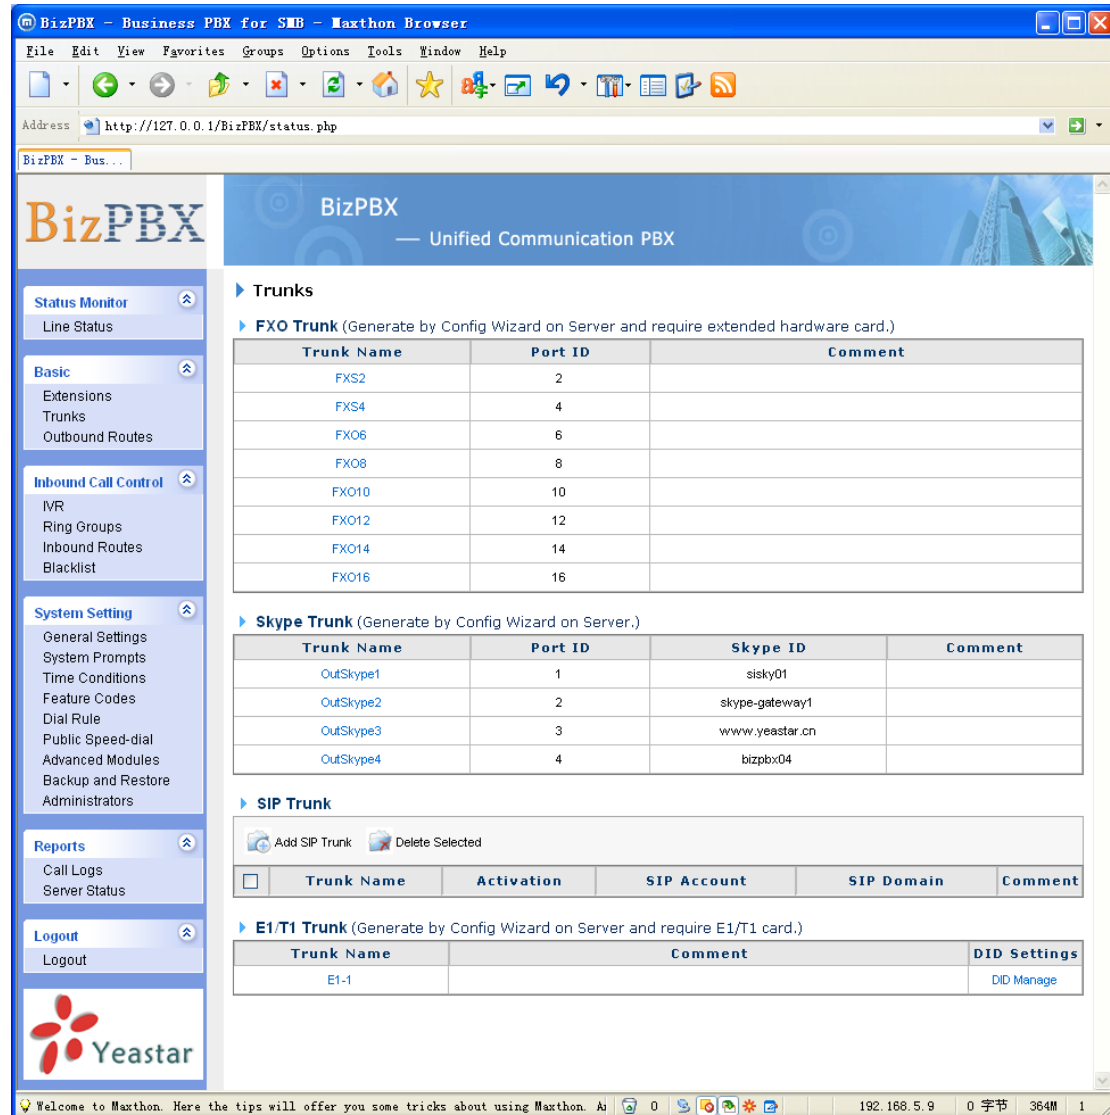 BizPBX - Business PBX for SMB - Maxthon Browser
File Edit View Favorites Groups Options Tools Window Help
Address http://127.0.0.1/BizPBX/status.php
BizPBX - Bus...
BizPBX
BizPBX
— Unified Communication PBX
Status Monitor
Line Status
Basic
Extensions
Trunks
Outbound Routes
Inbound Call Control
IVR
Ring Groups
Inbound Routes
Blacklist
System Setting
General Settings
System Prompts
Time Conditions
Feature Codes
Dial Rule
Public Speed-dial
Advanced Modules
Backup and Restore
Administrators
Reports
Call Logs
Server Status
Logout
Logout
Yeastar
Trunks
FXO Trunk (Generate by Config Wizard on Server and require extended hardware card.)
Trunk Name Port ID Comment
FXS2 2
FXS4 4
FXO6 6
FXO8 8
FXO10 10
FXO12 12
FXO14 14
FXO16 16
Skype Trunk (Generate by Config Wizard on Server.)
Trunk Name Port ID Skype ID Comment
OutSkype1 1 sisky01
OutSkype2 2 skype-gateway1
OutSkype3 3 www.yeastar.cn
OutSkype4 4 bizpbx04
SIP Trunk
Add SIP Trunk Delete Selected
Trunk Name Activation SIP Account SIP Domain Comment
E1/T1 Trunk (Generate by Config Wizard on Server and require E1/T1 card.)
Trunk Name Comment DID Settings
E1-1 DID Manage
Welcome to Maxthon. Here the tips will offer you some tricks about using Maxthon. 0 192.168.5.9 0 字节 364M 1